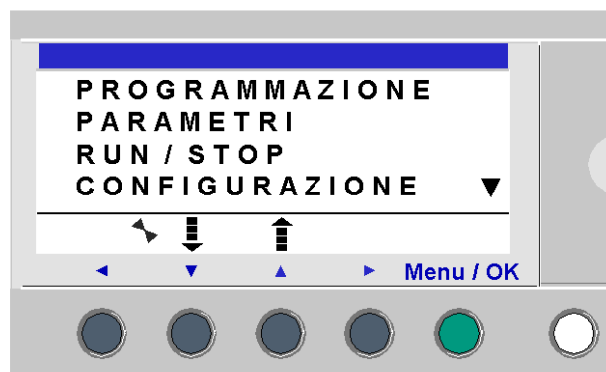 PROGRAMMAZIONE
PARAMETRI
RUN / STOP
CONFIGURAZIONE
Menu / OK